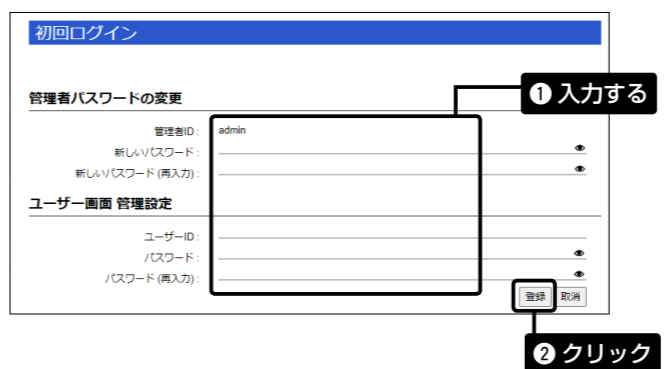 初回ログイン
❶ 入力する
管理者パスワードの変更
管理者ID : admin
新しいパスワード :
新しいパスワード (再入力) :
ユーザー画面 管理設定
ユーザーID :
パスワード :
パスワード (再入力) :
登録 取消
❷ クリック